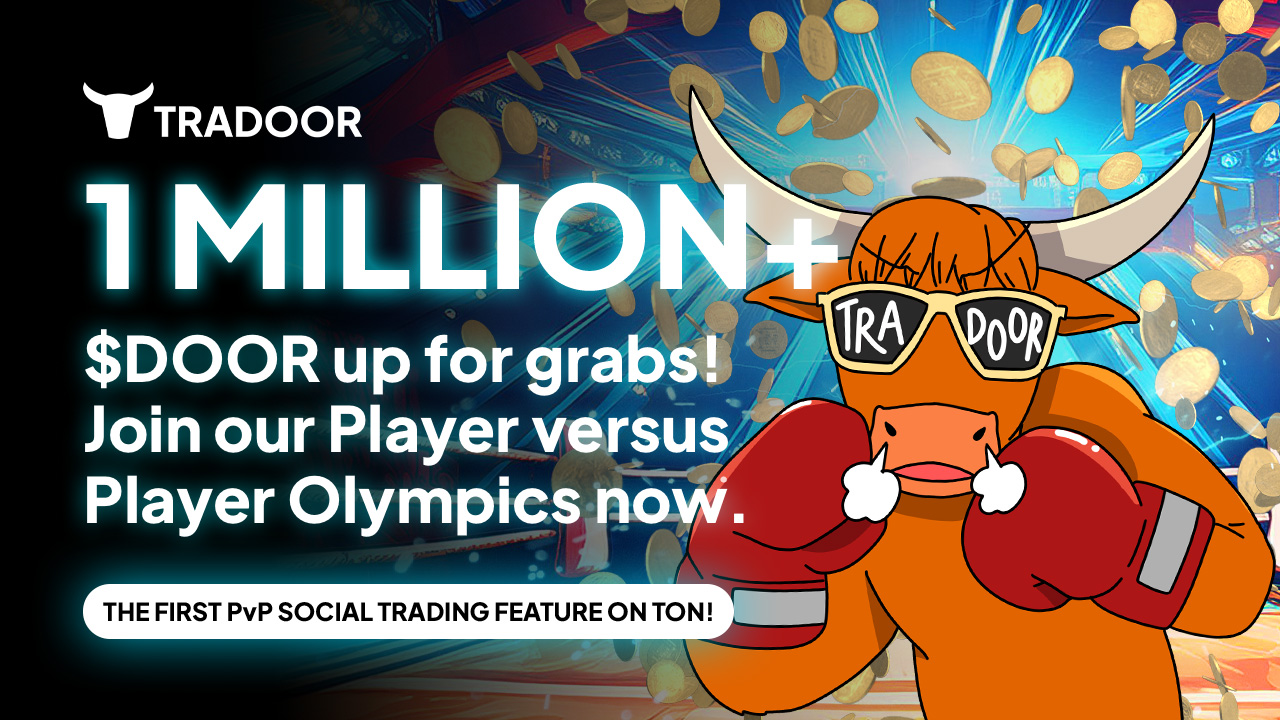 TRADOOR
1 MILLION+
$DOOR up for grabs!
Join our Player versus
Player Olympics now.
THE FIRST PvP SOCIAL TRADING FEATURE ON TON!
TRA DOOR